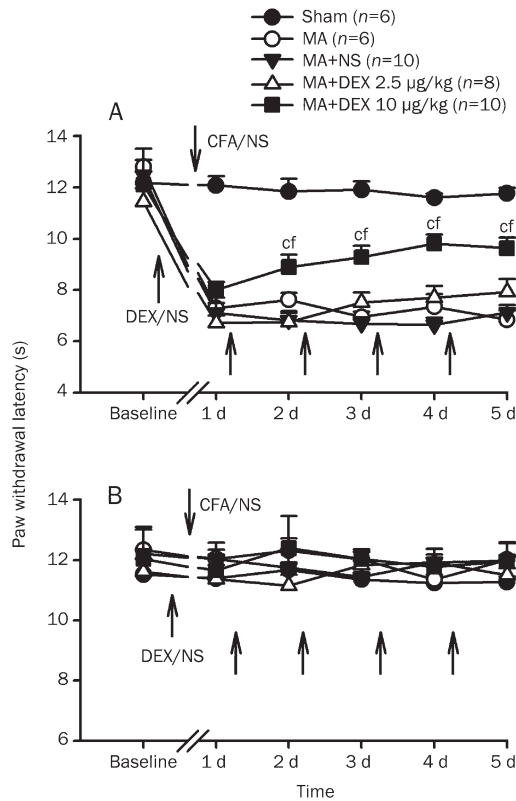 Sham (n=6)
MA (n=6)
MA+NS (n=10)
MA+DEX 2.5 µg/kg (n=8)
MA+DEX 10 µg/kg (n=10)
A
14
12
10
8
6
4
CFA/NS
DEX/NS
cf
cf
cf
cf
Baseline
1 d
2 d
3 d
4 d
5 d
Paw withdrawal latency (s)
B
14
12
10
8
6
CFA/NS
DEX/NS
Baseline
1 d
2 d
3 d
4 d
5 d
Time